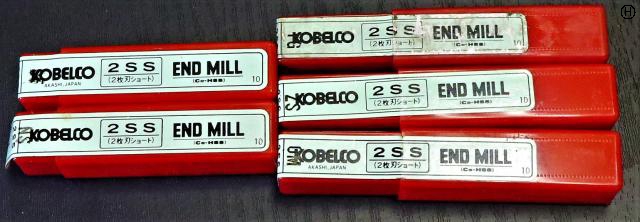 KOBELCO 2SS END MILL
AKASHI, JAPAN (2枚刃ショート) (Co-HSS) 10
KOBELCO 2SS END MILL
(2枚刃ショート) (Co-HSS) 10
KOBELCO 2SS END MILL
(2枚刃ショート) (Co-HSS)
KOBELCO 2SS END MILL
(2枚刃ショート) (Co-HSS) 10
KOBELCO 2SS END MILL
AKASHI, JAPAN (2枚刃ショート) (Co-HSS) 10
H